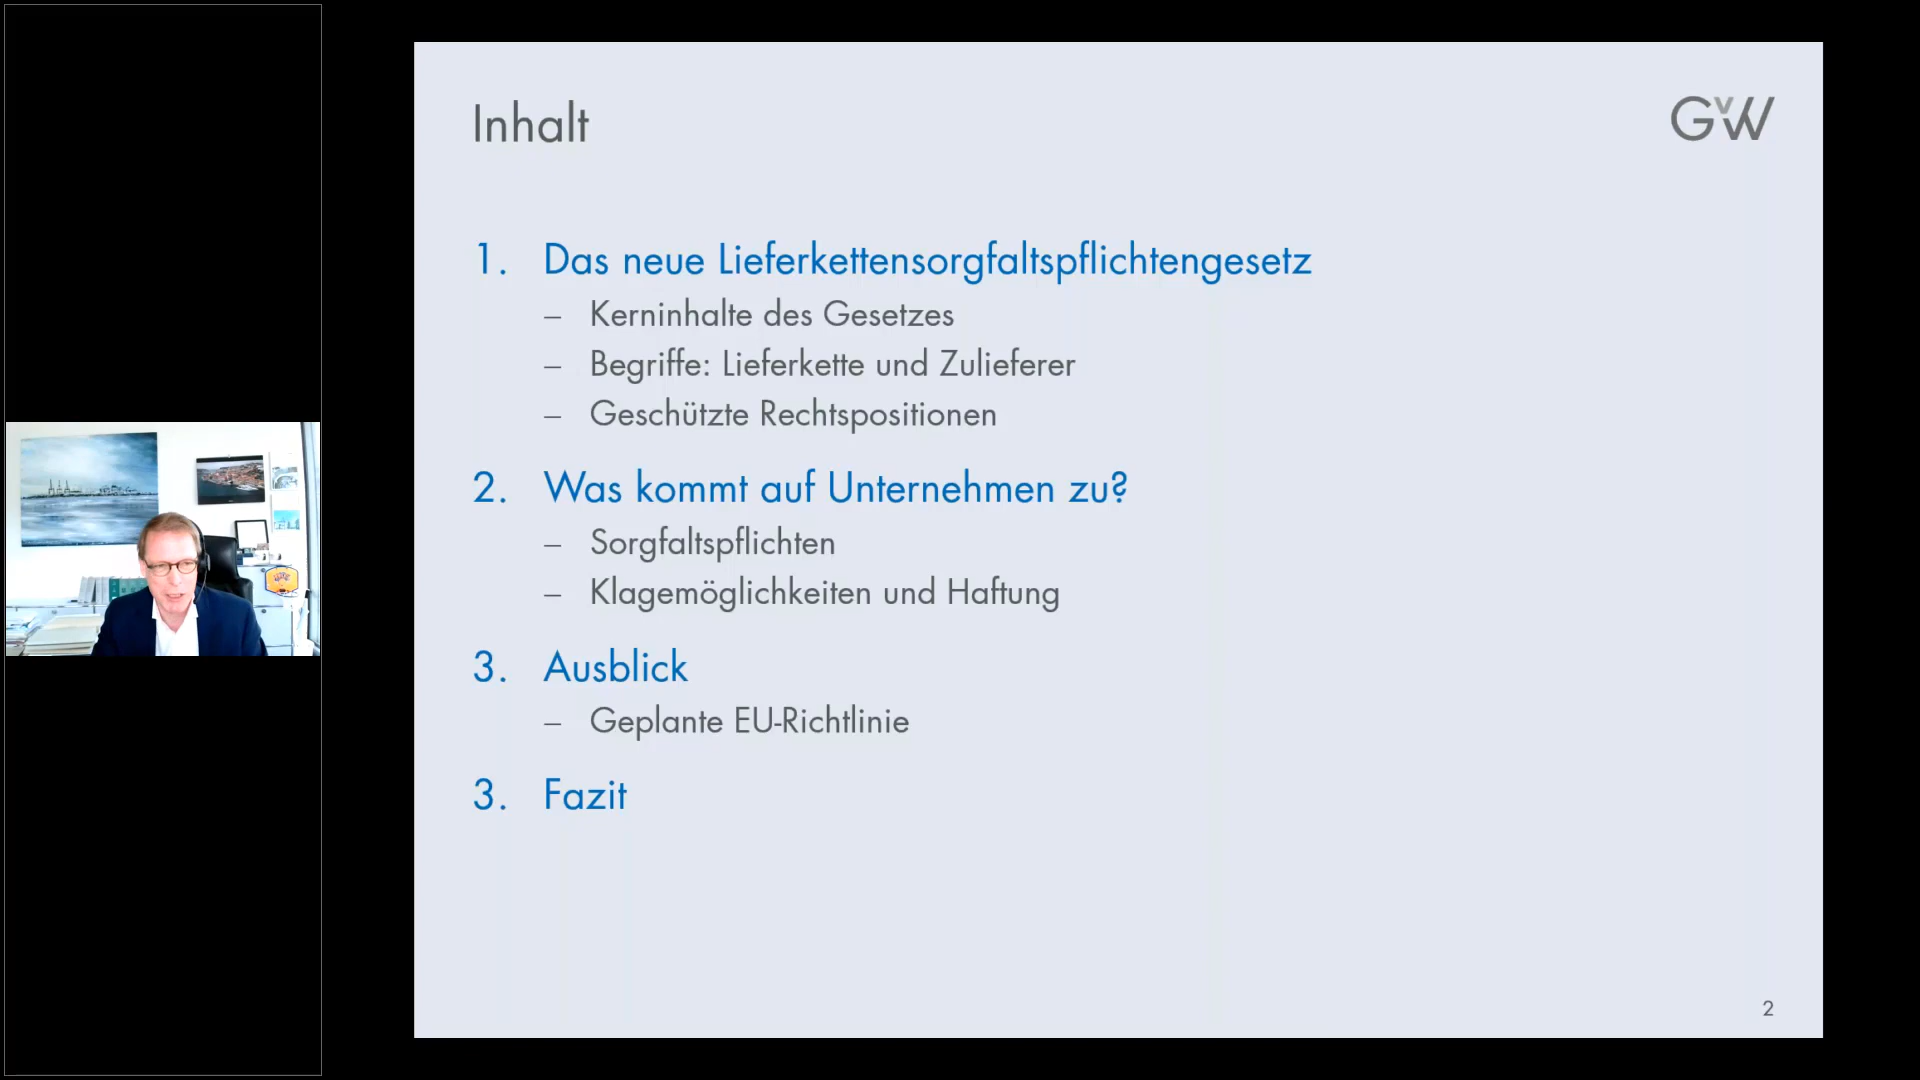 Inhalt
GvW
1. Das neue Lieferkettensorgfaltspflichtengesetz
– Kerninhalte des Gesetzes
– Begriffe: Lieferkette und Zulieferer
– Geschützte Rechtspositionen
2. Was kommt auf Unternehmen zu?
– Sorgfaltspflichten
– Klagemöglichkeiten und Haftung
3. Ausblick
– Geplante EU-Richtlinie
3. Fazit
2